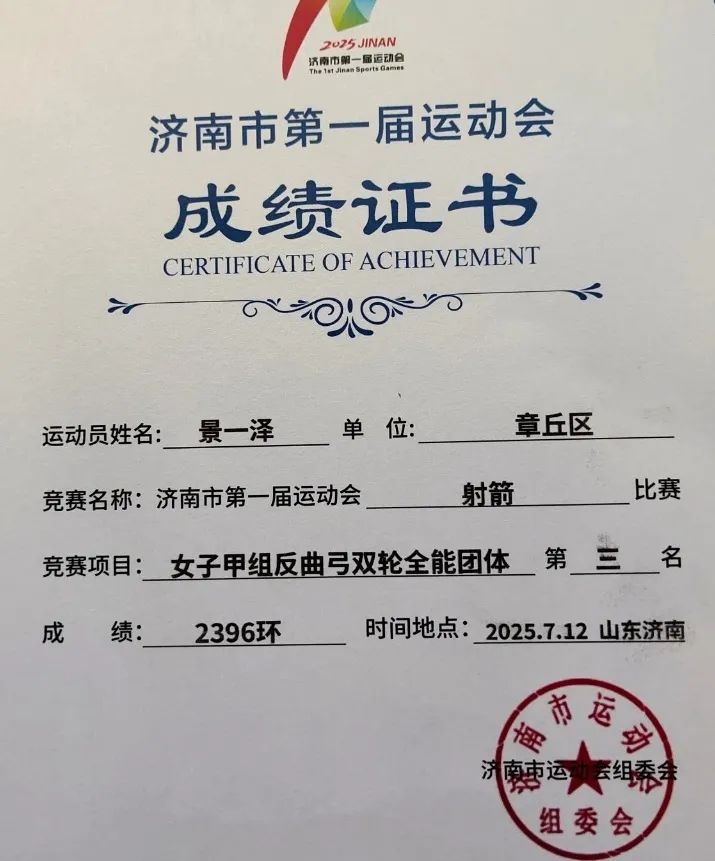 2025 JINAN
济南市第一届运动会
The 1st Jinan Sports Games
济南市第一届运动会
成绩证书
CERTIFICATE OF ACHIEVEMENT
运动员姓名: 景一泽 单 位: 章丘区
竞赛名称: 济南市第一届运动会 射箭 比赛
竞赛项目: 女子甲组反曲弓双轮全能团体 第 三 名
成 绩: 2396环 时间地点: 2025.7.12 山东济南
济南市运动会组委会
济南市运动会
组委会